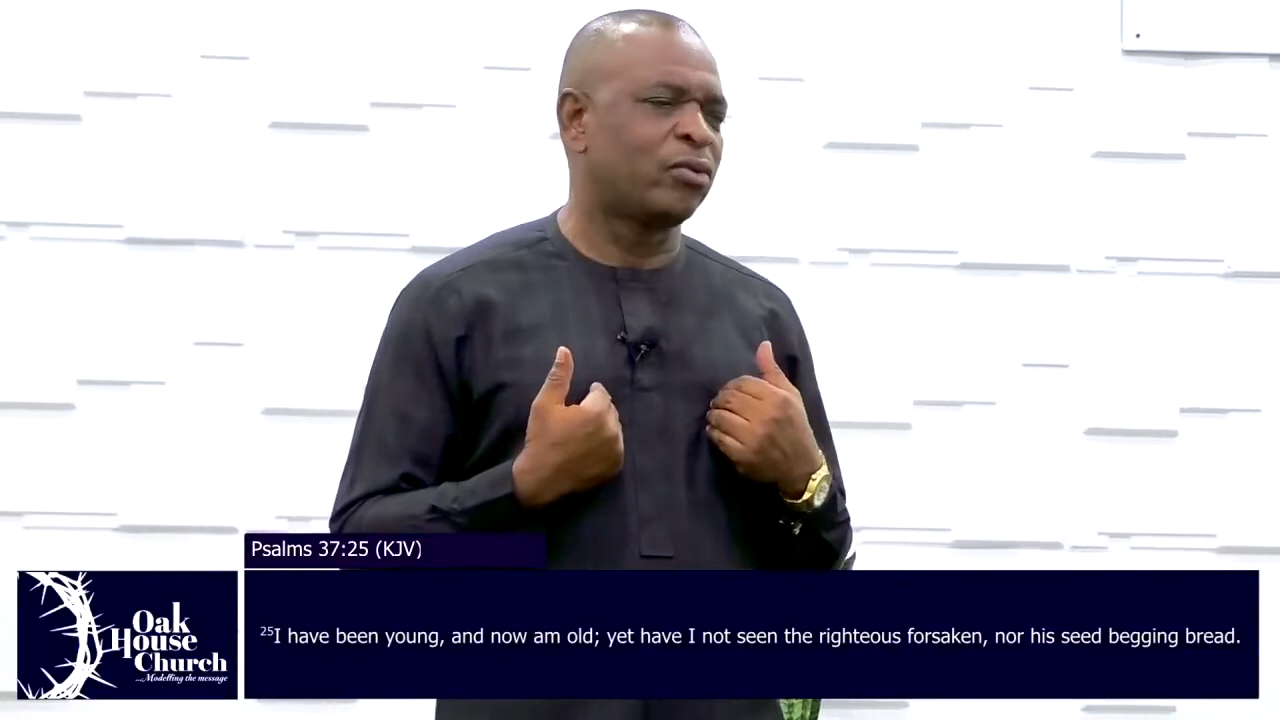 Psalms 37:25 (KJV)
Oak
House
Church
...Modelling the message
25I have been young, and now am old; yet have I not seen the righteous forsaken, nor his seed begging bread.